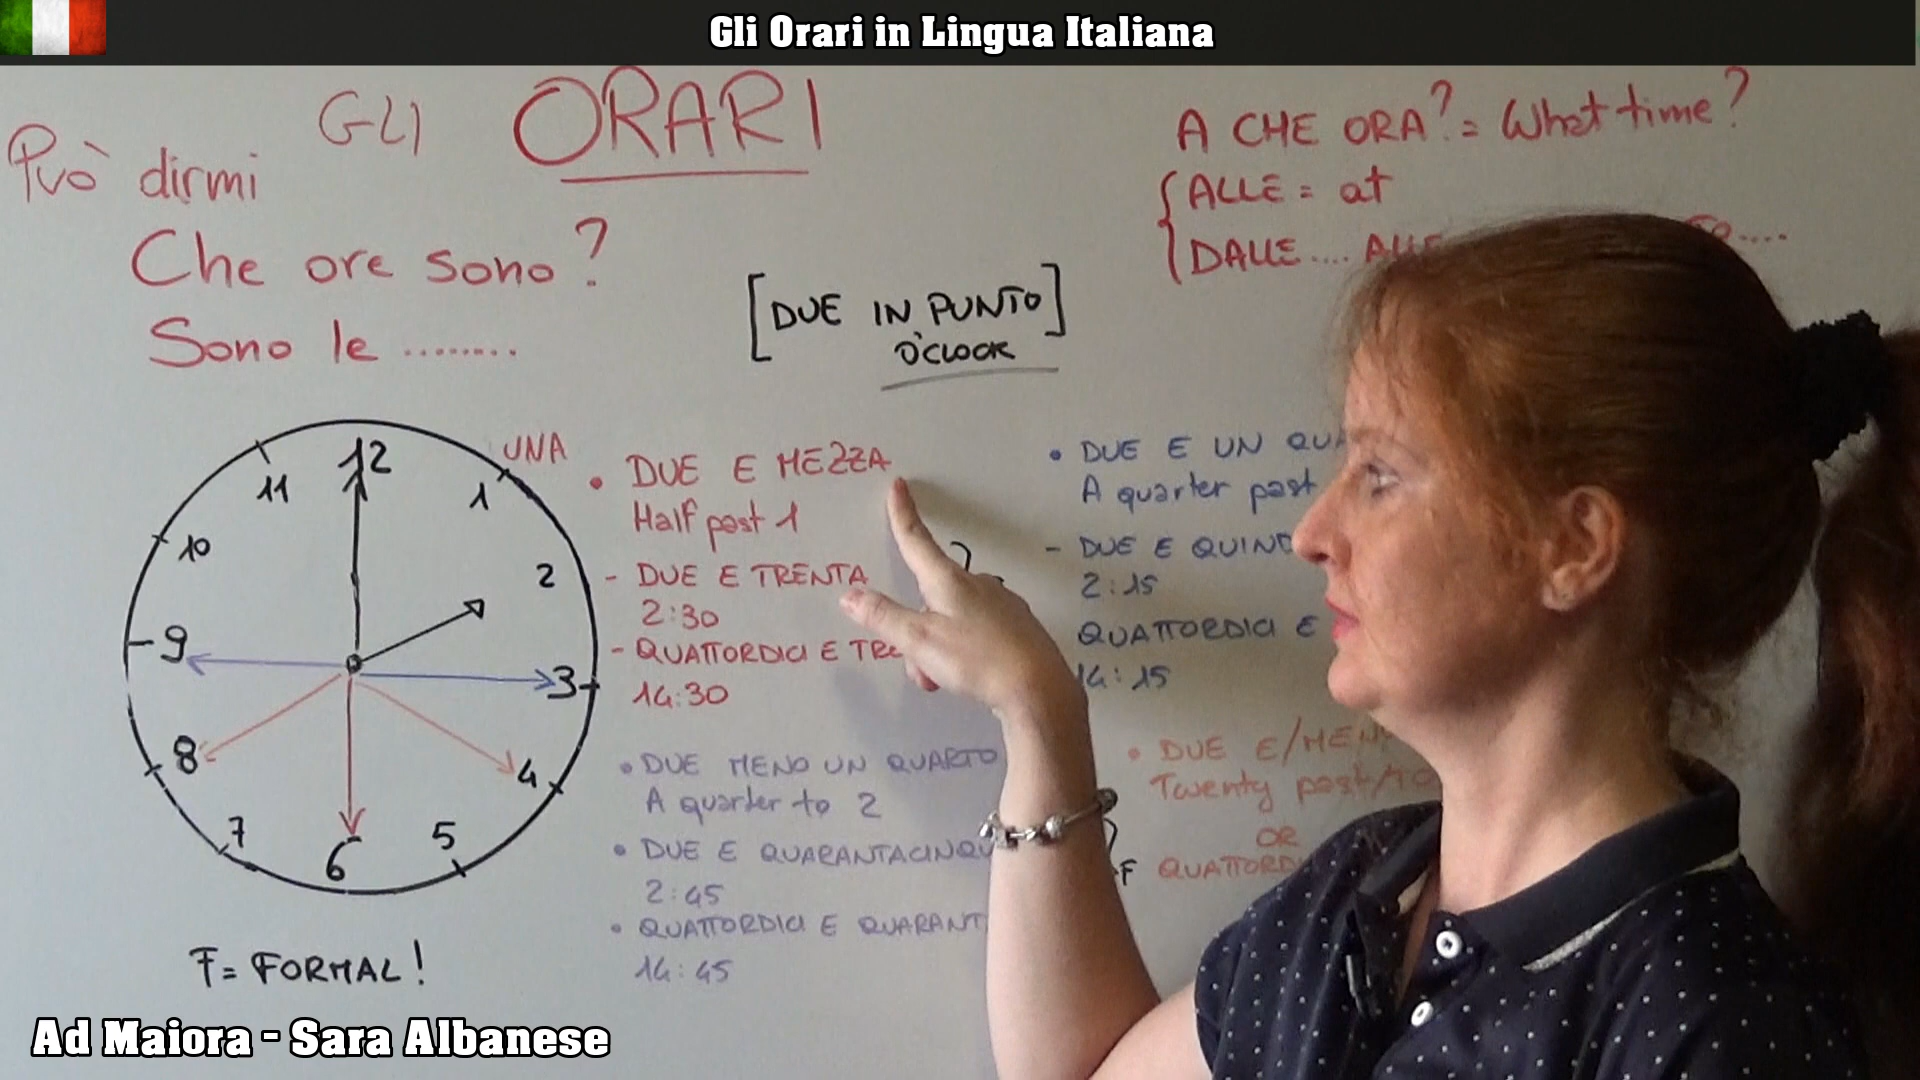 Gli Orari in Lingua Italiana
GLI ORARI
Può dirmi
Che ore sono?
Sono le ........
A CHE ORA? = What time?
ALLE = at
DALLE .... ALLE
[DUE IN PUNTO]
O'CLOCK
12
11
1
10
2
9
3
8
4
7
5
6
UNA
• DUE E MEZZA
Half past 1
- DUE E TRENTA
2:30
- QUATTORDICI E
14:30
• DUE MENO UN QUARTO
A quarter to 2
• DUE E QUARANTACINQU
2:45
• QUATTORDICI E QUARANT
14:45
• DUE E UN QUA
A quarter past
- DUE E QUIND
2:15
QUATTORDICI E
14:15
• DUE E/MEN
Twenty past/to
OR
F QUATTORDI
F = FORMAL!
Ad Maiora - Sara Albanese